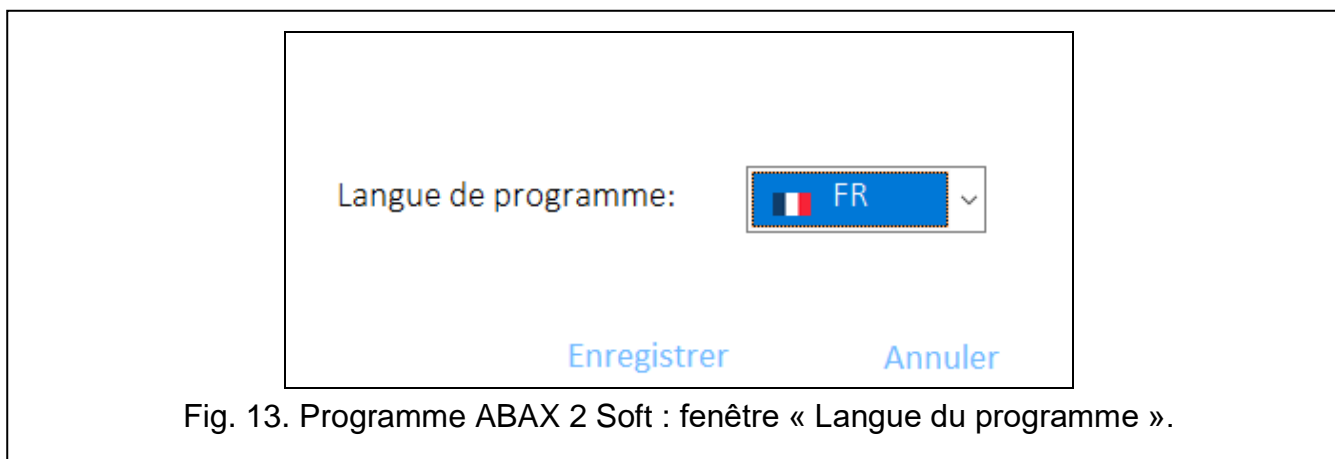 Langue de programme:
FR
Enregistrer
Annuler
Fig. 13. Programme ABAX 2 Soft : fenêtre « Langue du programme ».